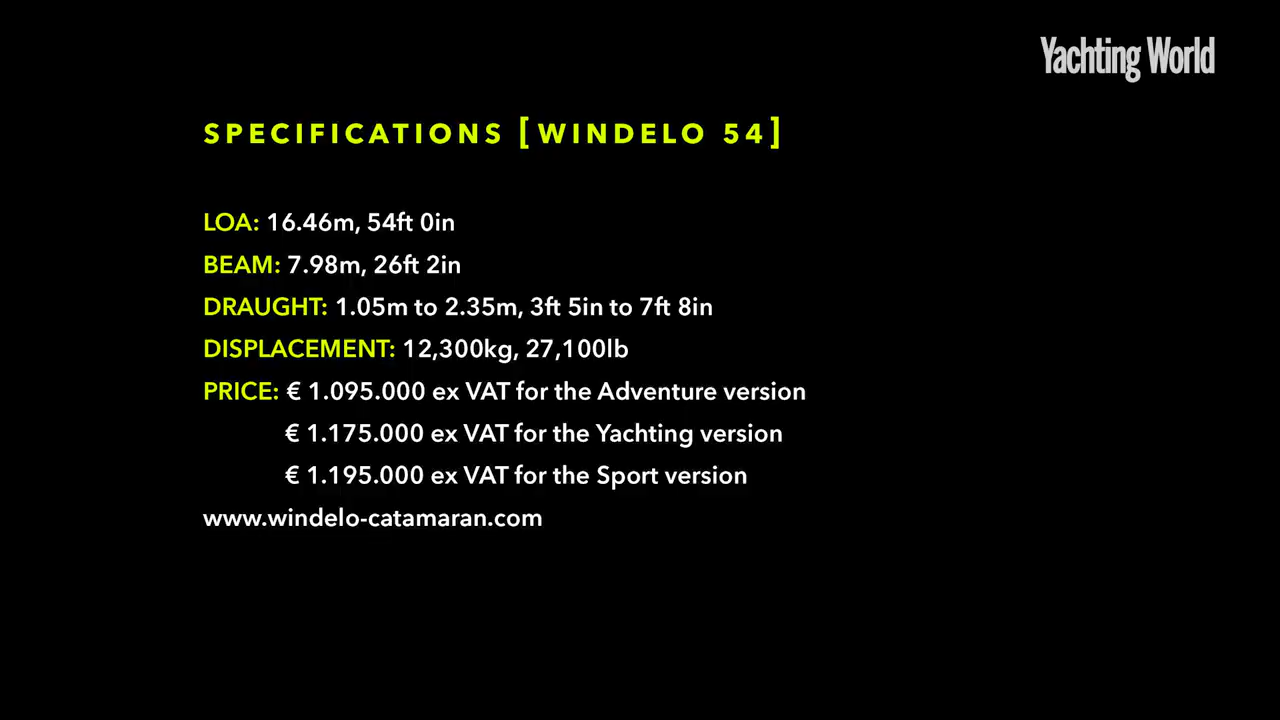 Yachting World
SPECIFICATIONS [WINDELO 54]
LOA: 16.46m, 54ft 0in
BEAM: 7.98m, 26ft 2in
DRAUGHT: 1.05m to 2.35m, 3ft 5in to 7ft 8in
DISPLACEMENT: 12,300kg, 27,100lb
PRICE: € 1.095.000 ex VAT for the Adventure version
€ 1.175.000 ex VAT for the Yachting version
€ 1.195.000 ex VAT for the Sport version
www.windelo-catamaran.com